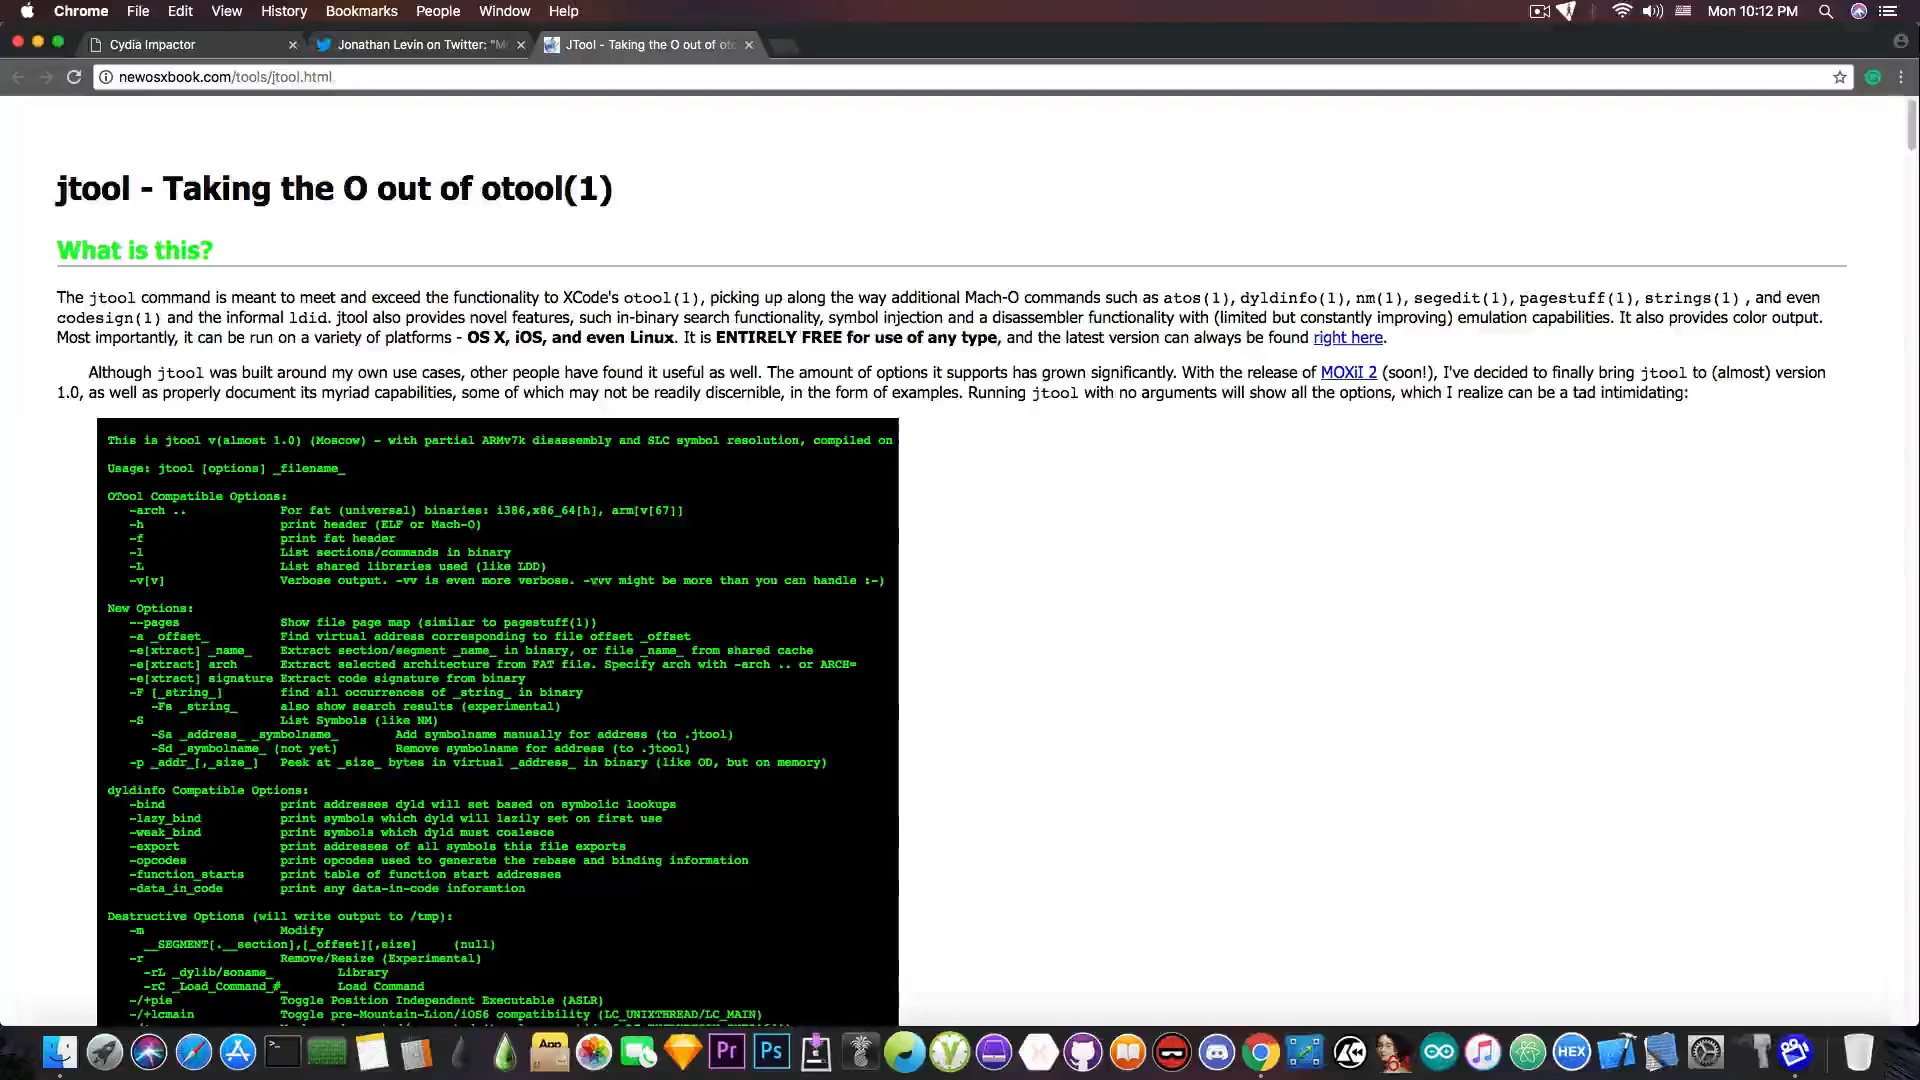 Chrome File Edit View History Bookmarks People Window Help Mon 10:12 PM
Cydia Impactor Jonathan Levin on Twitter: "M JTool - Taking the O out of oto
newosxbook.com/tools/jtool.html
jtool - Taking the O out of otool(1)
What is this?
The jtool command is meant to meet and exceed the functionality to XCode's otool(1), picking up along the way additional Mach-O commands such as atos(1), dyldinfo(1), nm(1), segedit(1), pagestuff(1), strings(1) , and even
codesign(1) and the informal ldid. jtool also provides novel features, such in-binary search functionality, symbol injection and a disassembler functionality with (limited but constantly improving) emulation capabilities. It also provides color output.
Most importantly, it can be run on a variety of platforms - OS X, iOS, and even Linux. It is ENTIRELY FREE for use of any type, and the latest version can always be found right here.
Although jtool was built around my own use cases, other people have found it useful as well. The amount of options it supports has grown significantly. With the release of MOXiI 2 (soon!), I've decided to finally bring jtool to (almost) version
1.0, as well as properly document its myriad capabilities, some of which may not be readily discernible, in the form of examples. Running jtool with no arguments will show all the options, which I realize can be a tad intimidating:
This is jtool v(almost 1.0) (Moscow) - with partial ARMv7k disassembly and SLC symbol resolution, compiled on
Usage: jtool [options] _filename_
OTool Compatible Options:
-arch .. For fat (universal) binaries: i386,x86_64[h], arm[v[67]]
-h print header (ELF or Mach-O)
-f print fat header
-l List sections/commands in binary
-L List shared libraries used (like LDD)
-v[v] Verbose output. -vv is even more verbose. -vvv might be more than you can handle :-)
New Options:
--pages Show file page map (similar to pagestuff(1))
-a _offset_ Find virtual address corresponding to file offset _offset
-e[xtract] _name_ Extract section/segment _name_ in binary, or file _name_ from shared cache
-e[xtract] arch Extract selected architecture from FAT file. Specify arch with -arch .. or ARCH=
-e[xtract] signature Extract code signature from binary
-F [_string_] find all occurrences of _string_ in binary
-Fs _string_ also show search results (experimental)
-S List Symbols (like NM)
-Sa _address_ _symbolname_ Add symbolname manually for address (to .jtool)
-Sd _symbolname_ (not yet) Remove symbolname for address (to .jtool)
-p _addr_[,_size_] Peek at _size_ bytes in virtual _address_ in binary (like OD, but on memory)
dyldinfo Compatible Options:
-bind print addresses dyld will set based on symbolic lookups
-lazy_bind print symbols which dyld will lazily set on first use
-weak_bind print symbols which dyld must coalesce
-export print addresses of all symbols this file exports
-opcodes print opcodes used to generate the rebase and binding information
-function_starts print table of function start addresses
-data_in_code print any data-in-code inforamtion
Destructive Options (will write output to /tmp):
-m Modify
__SEGMENT[.__section],[_offset][,size] (null)
-r Remove/Resize (Experimental)
-rL _dylib/soname_ Library
-rC _Load_Command_#_ Load Command
-/+pie Toggle Position Independent Executable (ASLR)
-/+lcmain Toggle pre-Mountain-Lion/iOS6 compatibility (LC_UNIXTHREAD/LC_MAIN)
App Pr Ps HEX